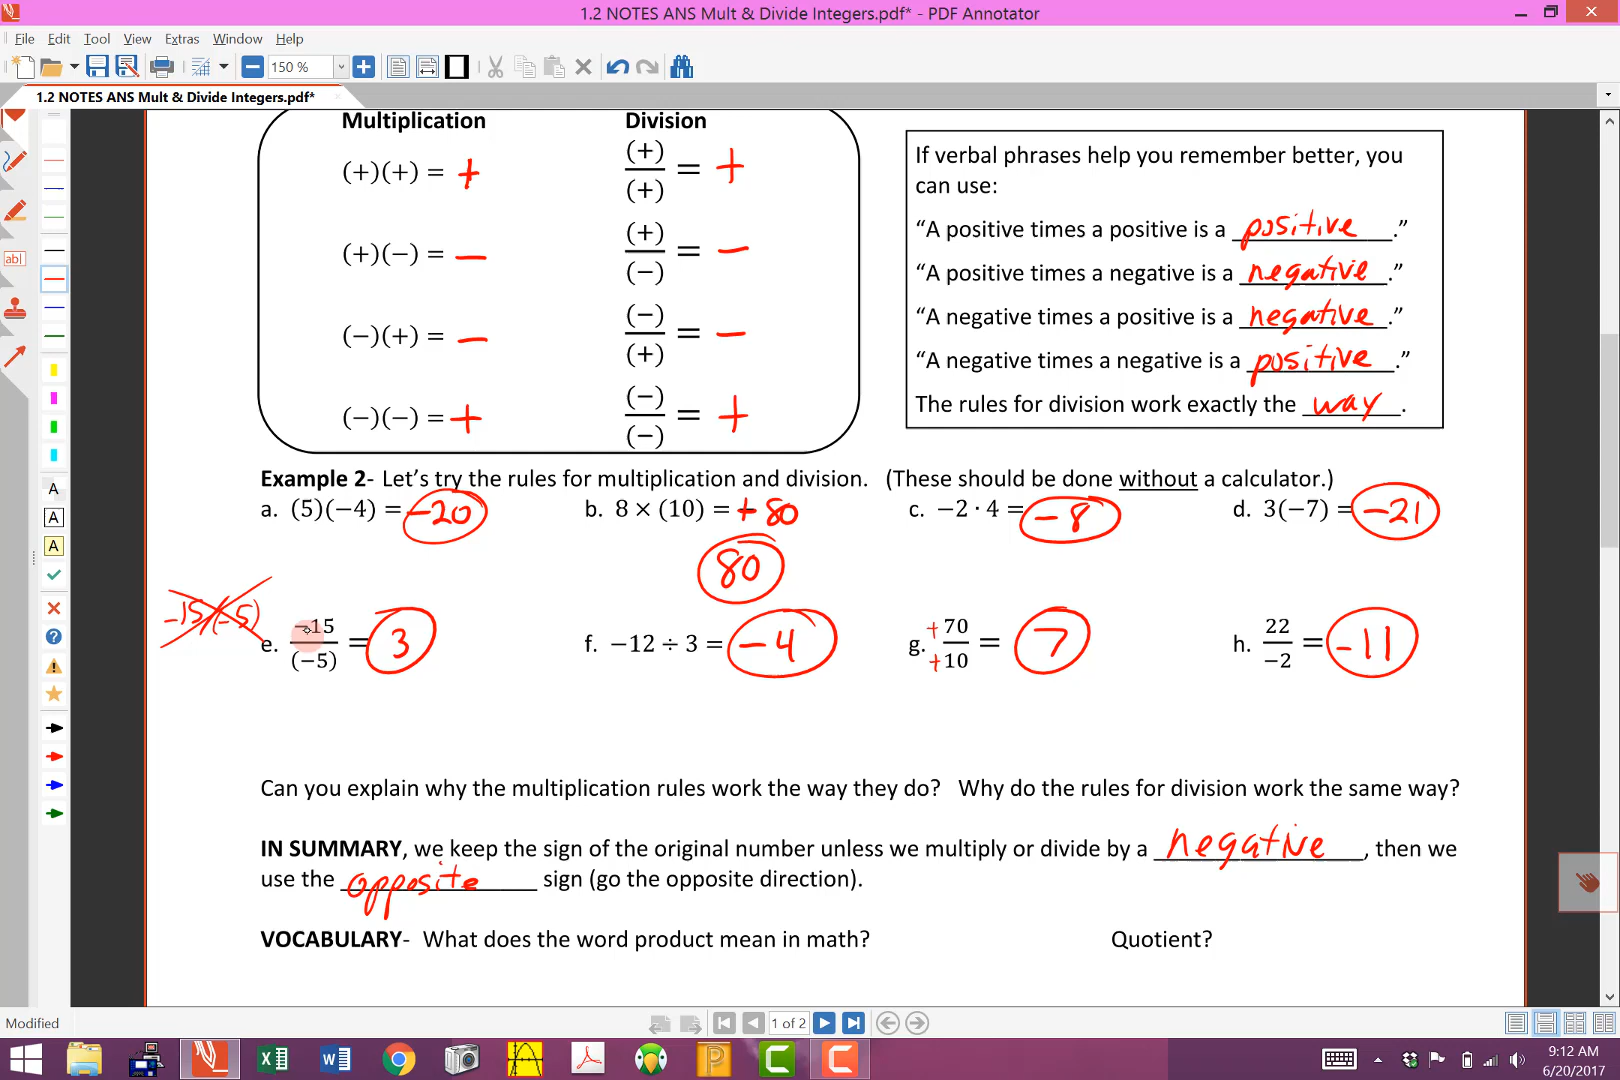 1.2 NOTES ANS Mult & Divide Integers.pdf* - PDF Annotator
File Edit Tool View Extras Window Help
150 %
1.2 NOTES ANS Mult & Divide Integers.pdf*
Multiplication Division
(+)(+) = + (+)/(+) = +
(+)(−) = − (+)/(−) = −
(−)(+) = − (−)/(+) = −
(−)(−) = + (−)/(−) = +
If verbal phrases help you remember better, you
can use:
“A positive times a positive is a positive.”
“A positive times a negative is a negative.”
“A negative times a positive is a negative.”
“A negative times a negative is a positive.”
The rules for division work exactly the way.
Example 2- Let’s try the rules for multiplication and division. (These should be done without a calculator.)
a. (5)(−4) = −20 b. 8 × (10) = +80 c. −2 · 4 = −8 d. 3(−7) = −21
80
−15/(−5)
e. −15/(−5) = 3 f. −12 ÷ 3 = −4 g. +70/+10 = 7 h. 22/−2 = −11
Can you explain why the multiplication rules work the way they do? Why do the rules for division work the same way?
IN SUMMARY, we keep the sign of the original number unless we multiply or divide by a negative, then we
use the opposite sign (go the opposite direction).
VOCABULARY- What does the word product mean in math? Quotient?
Modified
1 of 2
9:12 AM
6/20/2017